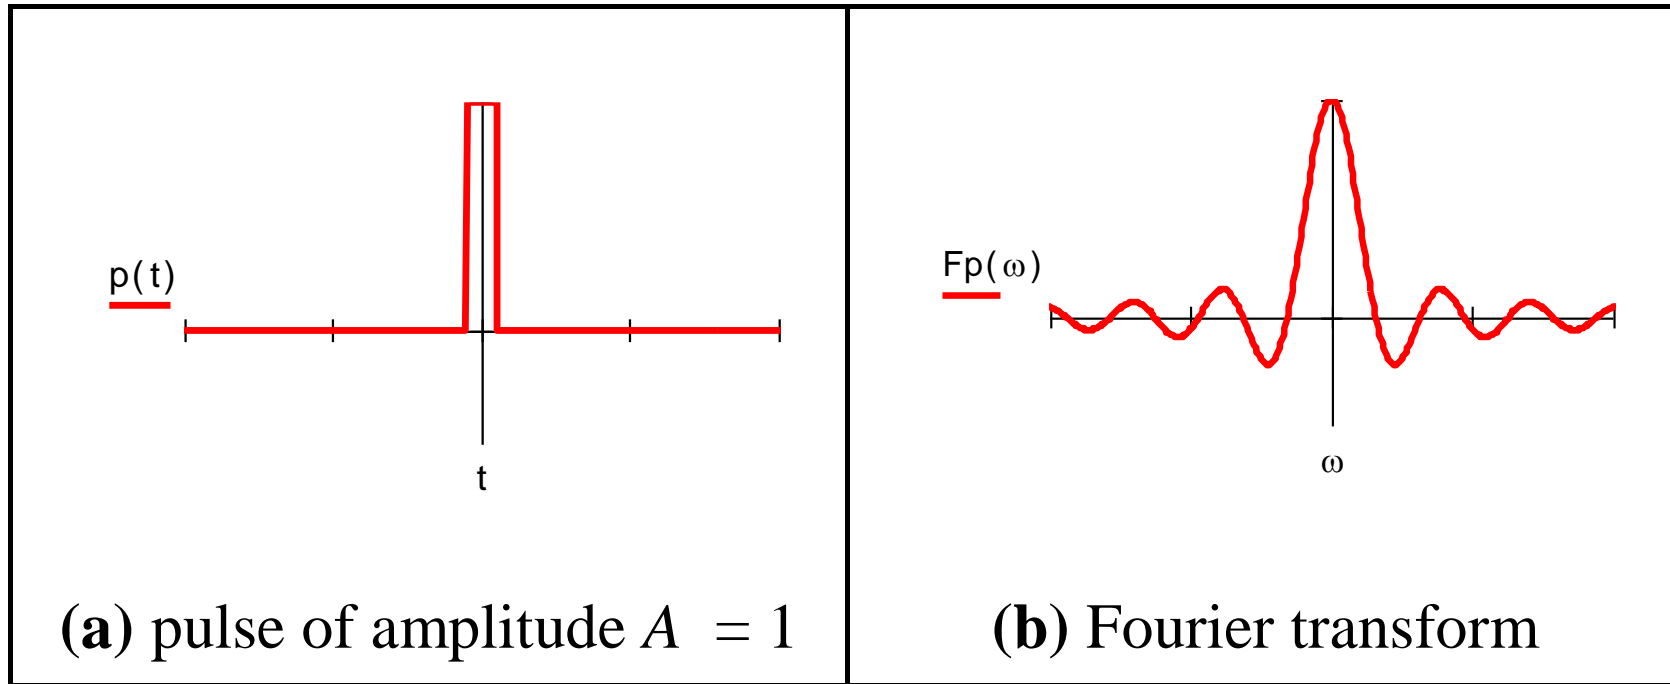 p(t)
t
(a) pulse of amplitude A = 1
Fp(ω)
ω
(b) Fourier transform